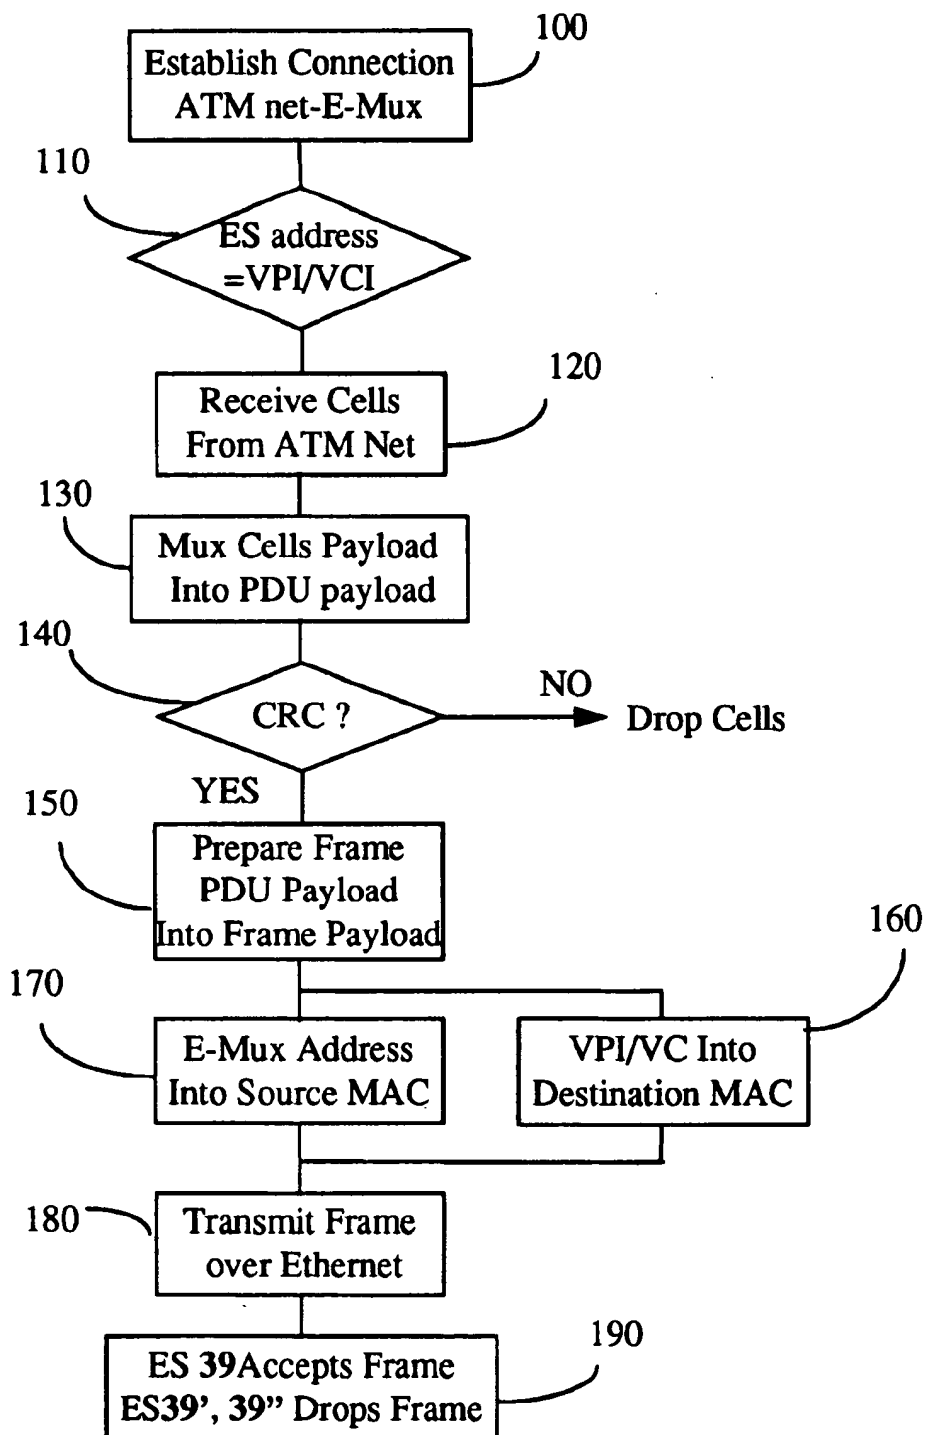 100
Establish Connection
ATM net-E-Mux
110
ES address
=VPI/VCI
120
Receive Cells
From ATM Net
130
Mux Cells Payload
Into PDU payload
140
CRC ?
NO
Drop Cells
YES
150
Prepare Frame
PDU Payload
Into Frame Payload
160
170
E-Mux Address
Into Source MAC
VPI/VC Into
Destination MAC
180
Transmit Frame
over Ethernet
190
ES 39Accepts Frame
ES39', 39" Drops Frame